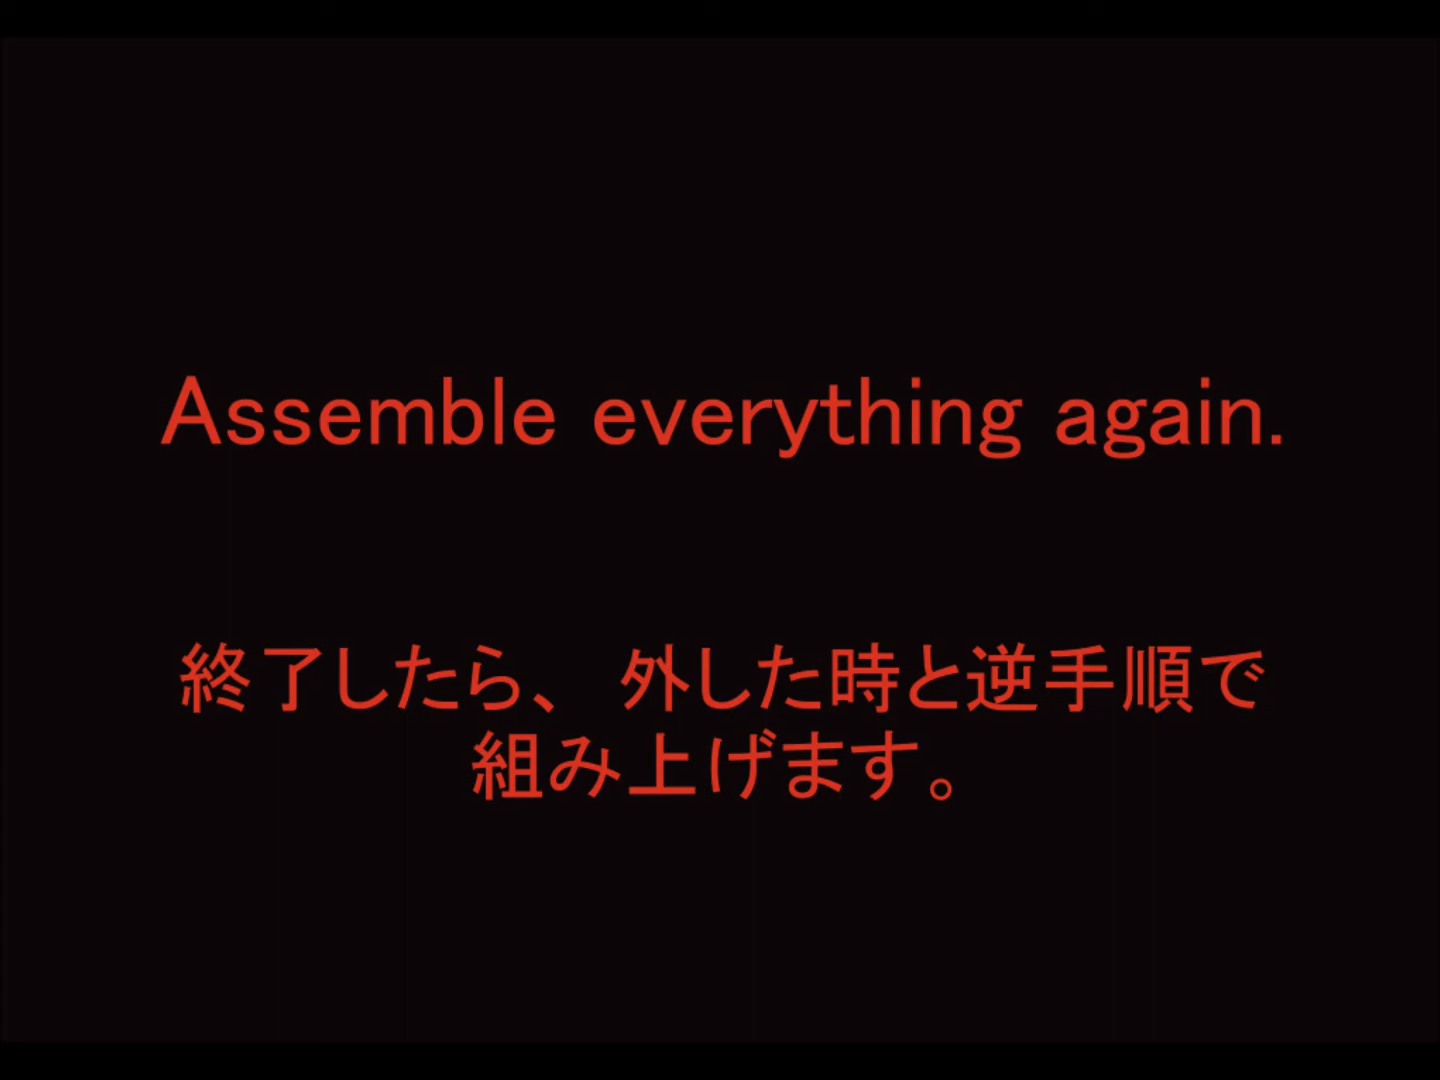 Assemble everything again.
終了したら、 外した時と逆手順で
組み上げます。